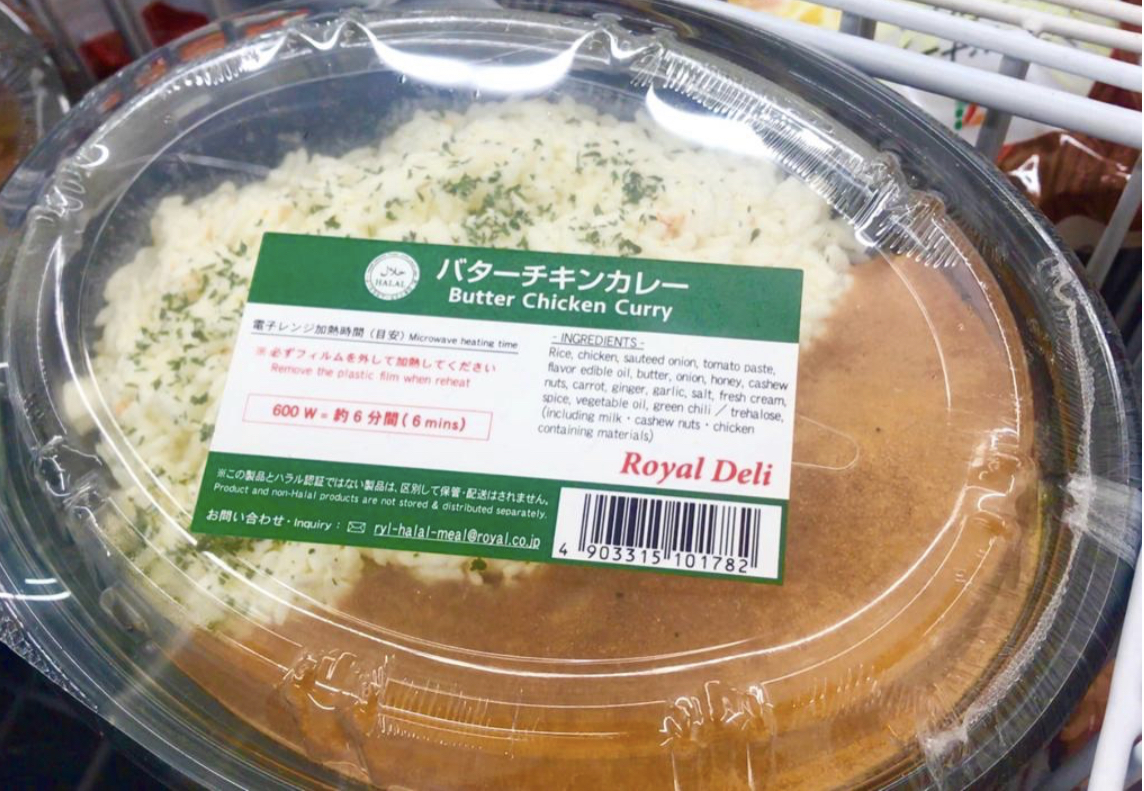 حلال
HALAL
バターチキンカレー
Butter Chicken Curry
電子レンジ加熱時間（目安）Microwave heating time
※必ずフィルムを外して加熱してください
Remove the plastic film when reheat
600 W = 約 6 分間 ( 6 mins)
- INGREDIENTS -
Rice, chicken, sauteed onion, tomato paste,
flavor edible oil, butter, onion, honey, cashew
nuts, carrot, ginger, garlic, salt, fresh cream,
spice, vegetable oil, green chili ／ trehalose,
(including milk・cashew nuts・chicken
containing materials)
Royal Deli
※この製品とハラル認証ではない製品は、区別して保管・配送はされません。
Product and non-Halal products are not stored & distributed separately.
お問い合わせ・Inquiry : ryl-halal-meal@royal.co.jp
4 903315 101782